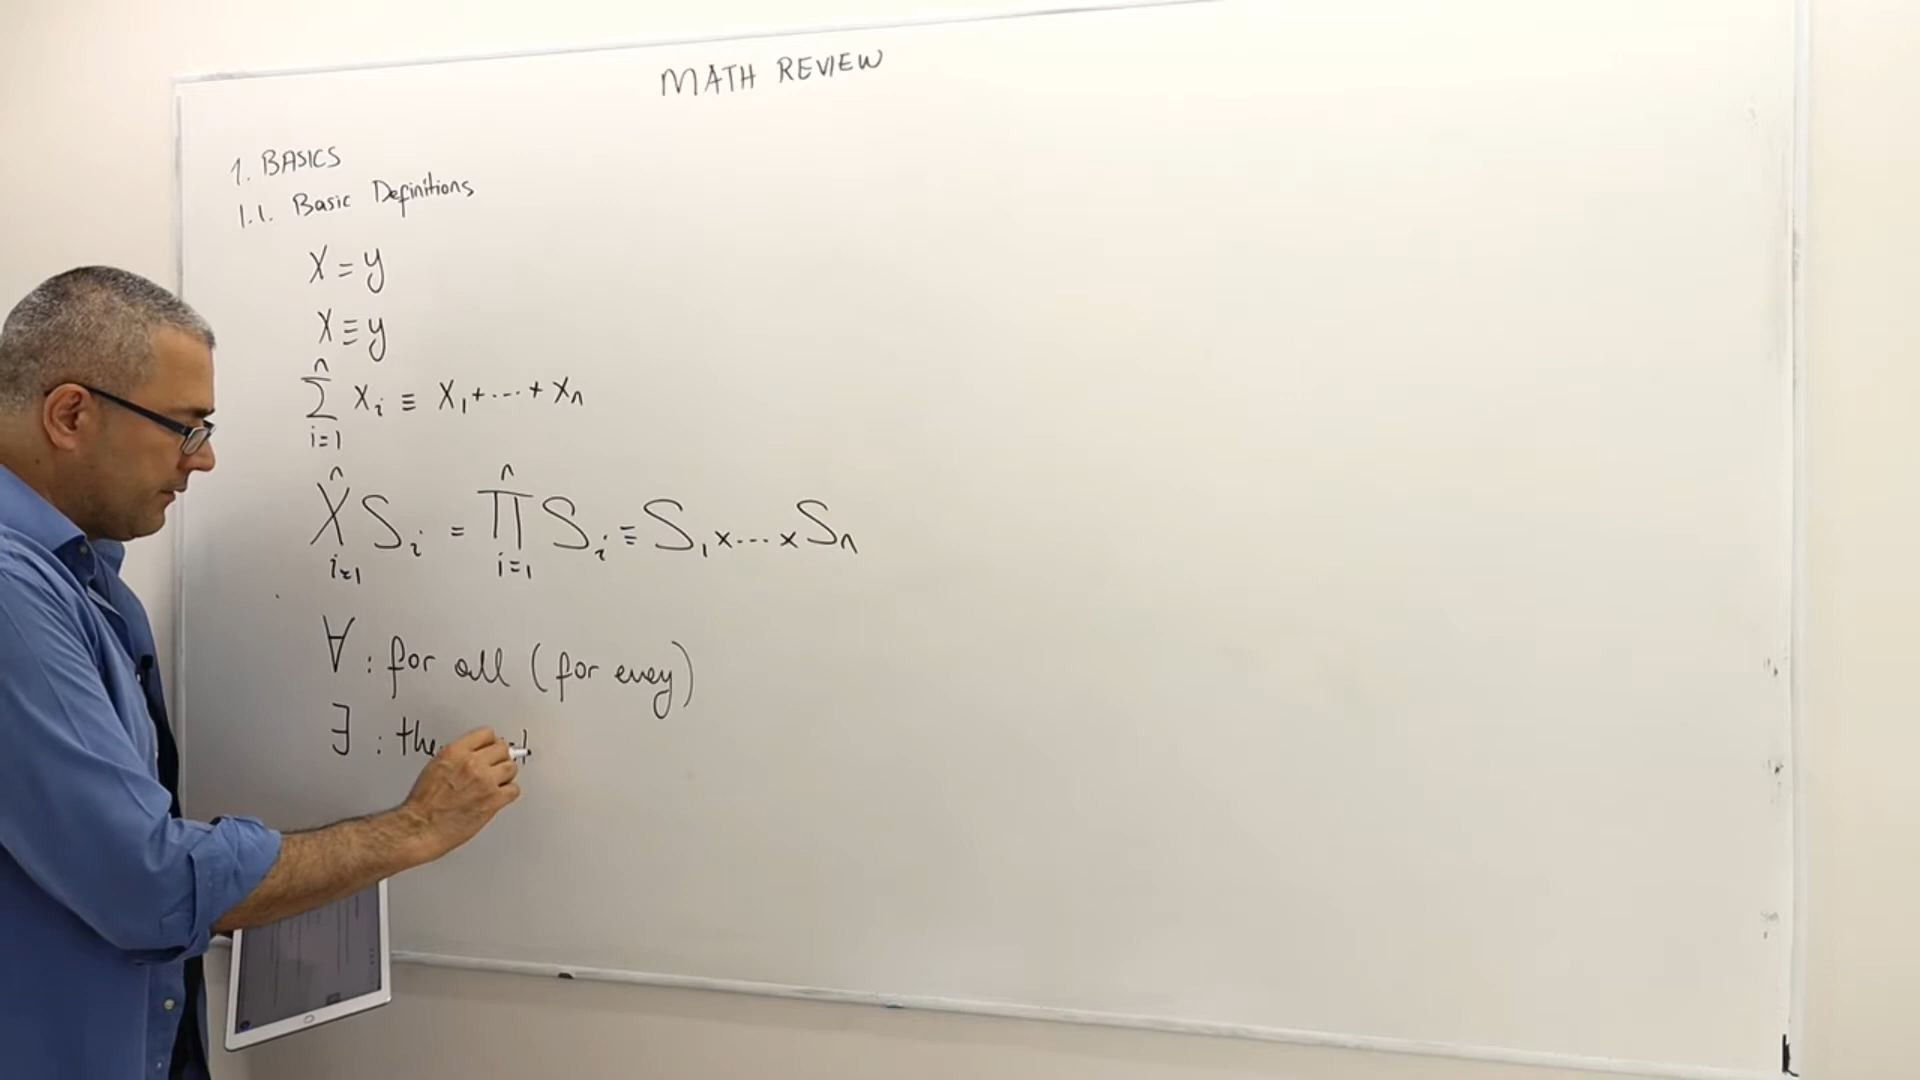 MATH REVIEW
1. BASICS
1.1. Basic Definitions
x = y
x ≡ y
∑_{i=1}^{n} x_i ≡ x_1 + ··· + x_n
X_{i=1}^{n} S_i = ∏_{i=1}^{n} S_i ≡ S_1 × ··· × S_n
∀ : for all (for evey)
∃ :